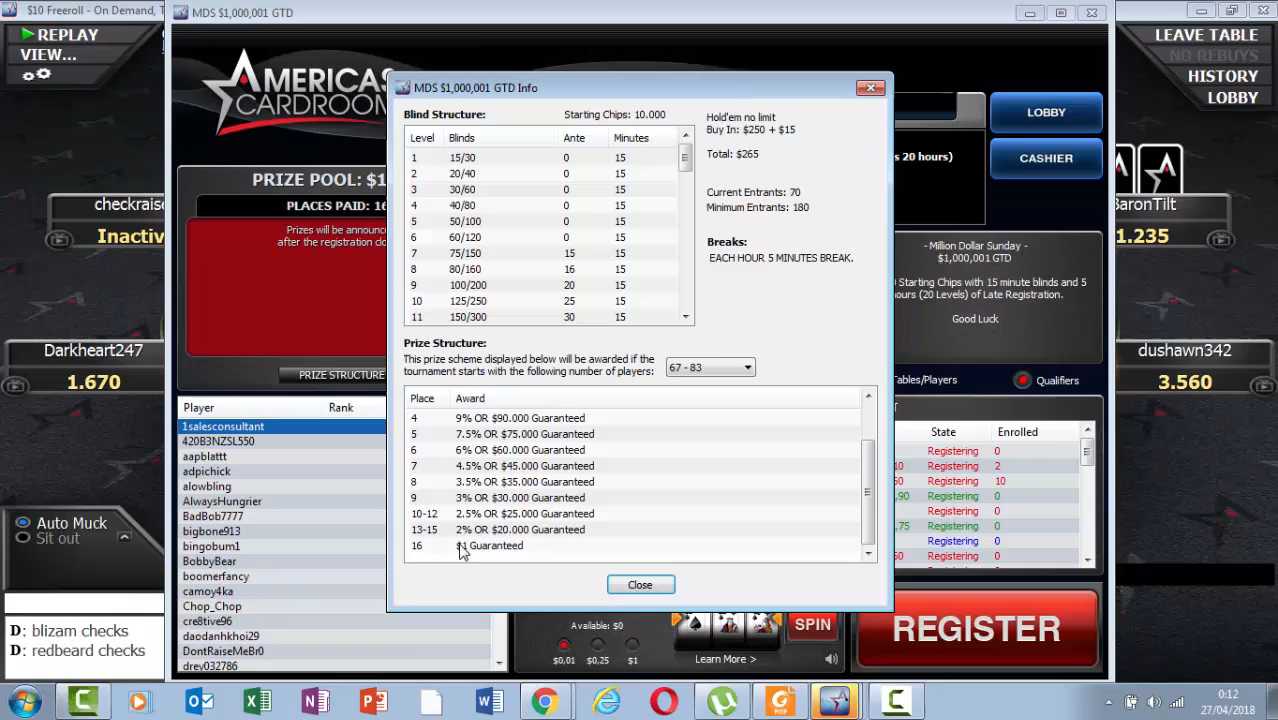 $10 Freeroll - On Demand, T
MDS $1,000,001 GTD
REPLAY
VIEW...
LEAVE TABLE
NO REBUYS
HISTORY
LOBBY
AMERICAS
CARDROOM
LOBBY
CASHIER
s 20 hours)
PRIZE POOL: $1
PLACES PAID: 16
Prizes will be announce
after the registration clo
PRIZE STRUCTURE
checkraise
Inactiv
BaronTilt
1.235
Darkheart247
1.670
dushawn342
3.560
MDS $1,000,001 GTD Info
Blind Structure:
Starting Chips: 10.000
Level Blinds Ante Minutes
1 15/30 0 15
2 20/40 0 15
3 30/60 0 15
4 40/80 0 15
5 50/100 0 15
6 60/120 0 15
7 75/150 15 15
8 80/160 16 15
9 100/200 20 15
10 125/250 25 15
11 150/300 30 15
Hold'em no limit
Buy In: $250 + $15
Total: $265
Current Entrants: 70
Minimum Entrants: 180
Breaks:
EACH HOUR 5 MINUTES BREAK.
Prize Structure:
This prize scheme displayed below will be awarded if the
tournament starts with the following number of players:
67 - 83
Place Award
4 9% OR $90.000 Guaranteed
5 7.5% OR $75.000 Guaranteed
6 6% OR $60.000 Guaranteed
7 4.5% OR $45.000 Guaranteed
8 3.5% OR $35.000 Guaranteed
9 3% OR $30.000 Guaranteed
10-12 2.5% OR $25.000 Guaranteed
13-15 2% OR $20.000 Guaranteed
16 $1 Guaranteed
Close
- Million Dollar Sunday -
$1,000,001 GTD
Starting Chips with 15 minute blinds and 5
ours (20 Levels) of Late Registration.
Good Luck
Tables/Players
Qualifiers
State Enrolled
Registering 0
10 Registering 2
50 Registering 10
,90 Registering 0
Registering 0
,75 Registering 0
Registering 0
Registering 0
Player Rank
1salesconsultant
420B3NZSL550
aapblattt
adpichick
alowbling
AlwaysHungrier
BadBob7777
bigbone913
bingobum1
BobbyBear
boomerfancy
camoy4ka
Chop_Chop
cre8tive96
daodanhkhoi29
DontRaiseMeBr0
drev032786
Auto Muck
Sit out
D: blizam checks
D: redbeard checks
Available: $0
$0,01 $0,25 $1
SPIN
Learn More >
REGISTER
0:12
27/04/2018